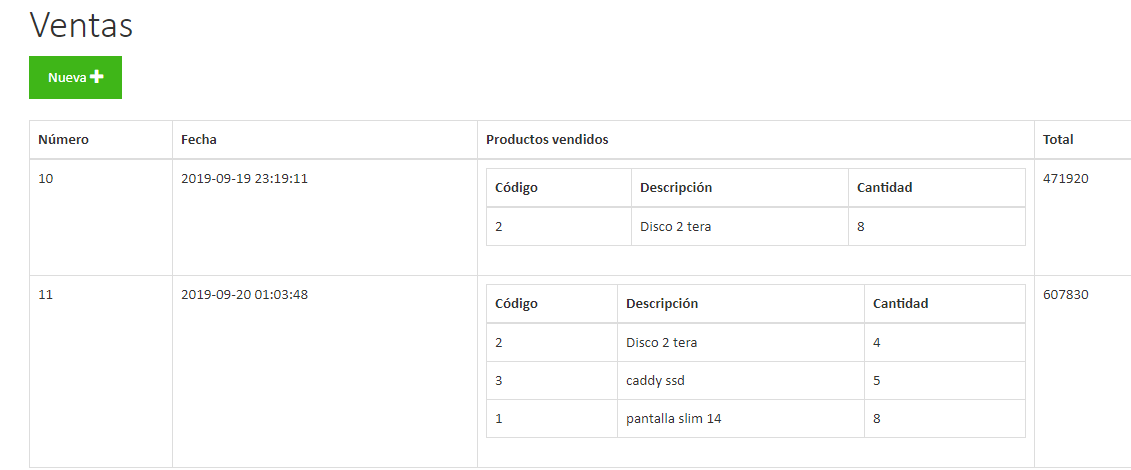 Ventas
Nueva
Número Fecha Productos vendidos Total
10 2019-09-19 23:19:11 471920
Código Descripción Cantidad
2 Disco 2 tera 8
11 2019-09-20 01:03:48 607830
Código Descripción Cantidad
2 Disco 2 tera 4
3 caddy ssd 5
1 pantalla slim 14 8